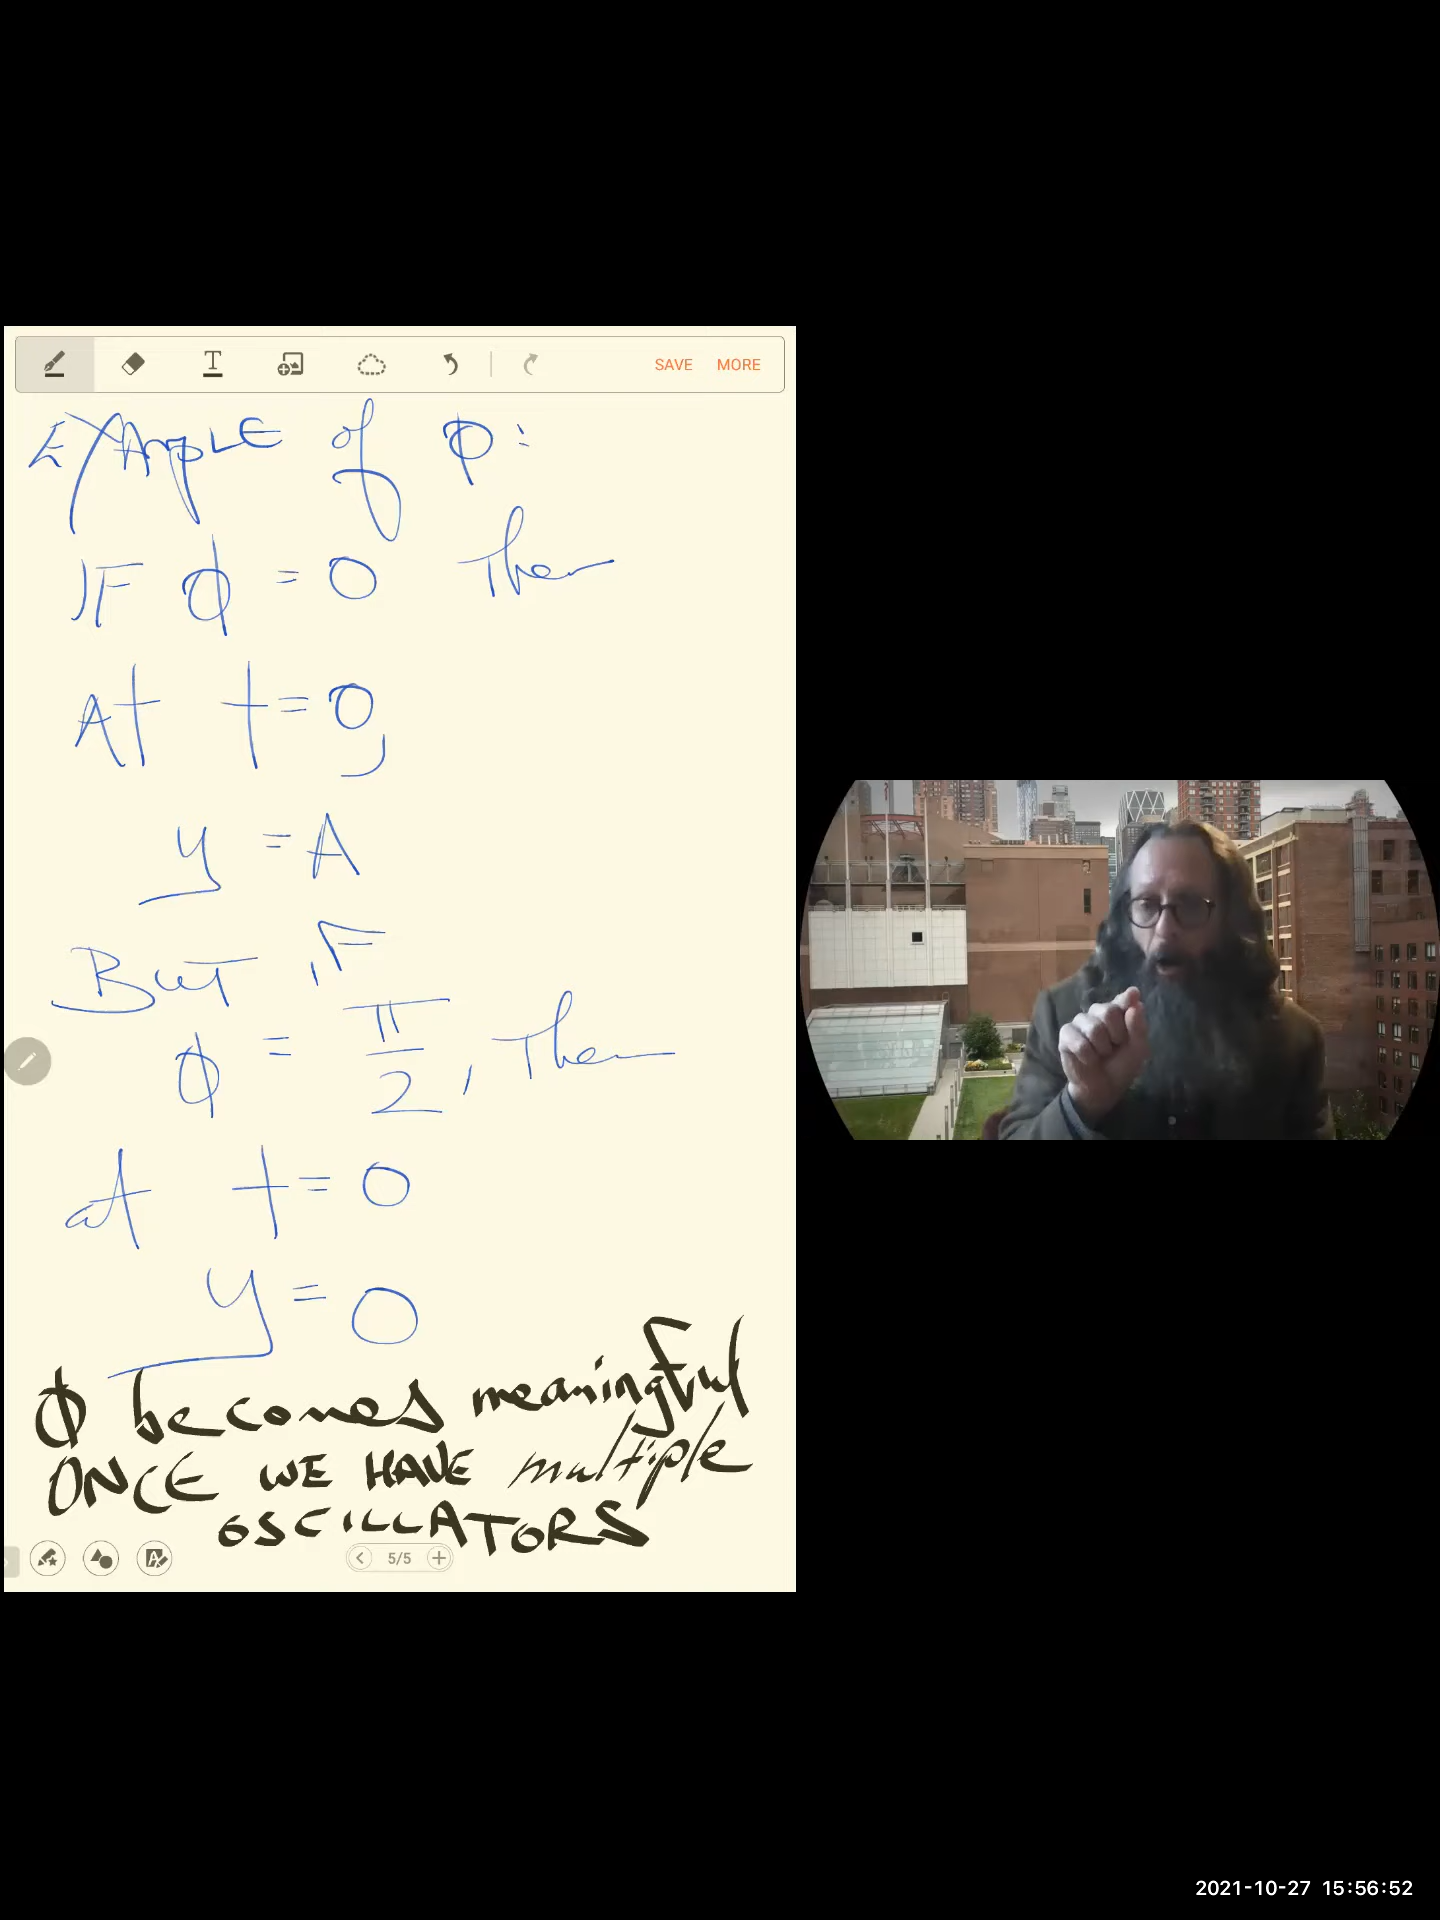 T
SAVE MORE
EXAMPLE of φ:
IF φ = 0 Then
At t = 0,
y = A
But IF
φ = π/2, Then
at t = 0
y = 0
φ becomes meaningful
ONCE WE HAVE multiple
OSCILLATORS
A
5/5
2021-10-27 15:56:52